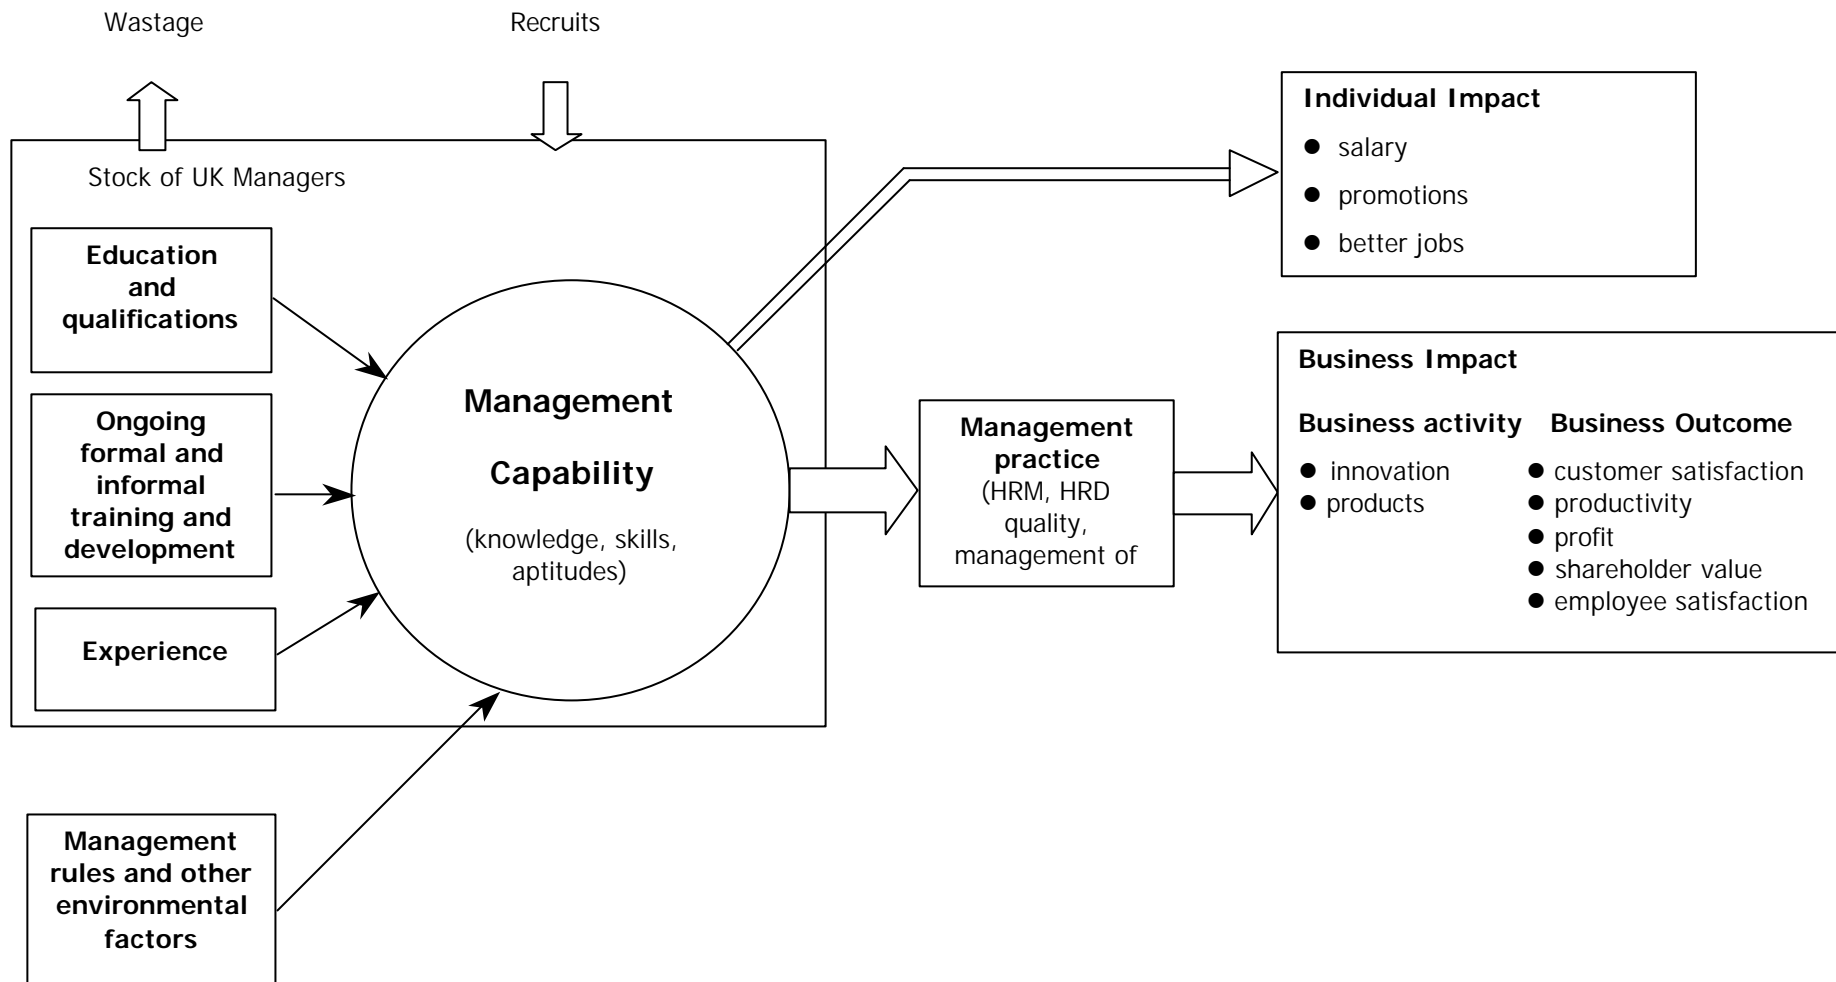 Wastage
Recruits
Stock of UK Managers
Education
and
qualifications
Ongoing
formal and
informal
training and
development
Experience
Management
rules and other
environmental
factors
Management
Capability
(knowledge, skills,
aptitudes)
Management
practice
(HRM, HRD
quality,
management of
Individual Impact
● salary
● promotions
● better jobs
Business Impact
Business activity
● innovation
● products
Business Outcome
● customer satisfaction
● productivity
● profit
● shareholder value
● employee satisfaction